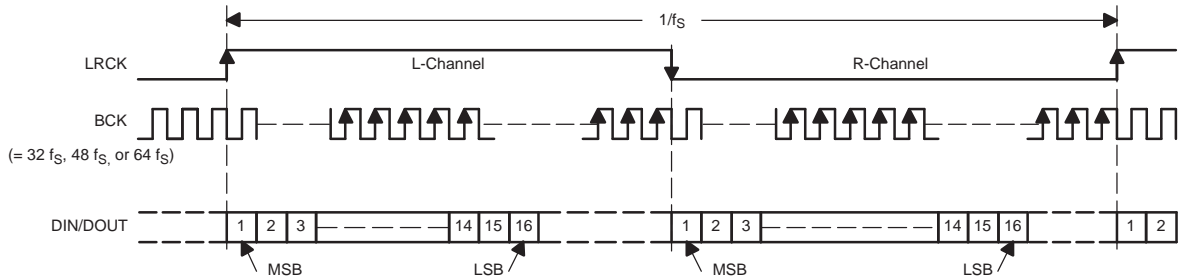 1/fS
LRCK
L-Channel
R-Channel
BCK
(= 32 fS, 48 fS, or 64 fS)
DIN/DOUT
1 2 3 14 15 16 1 2 3 14 15 16 1 2
MSB LSB MSB LSB